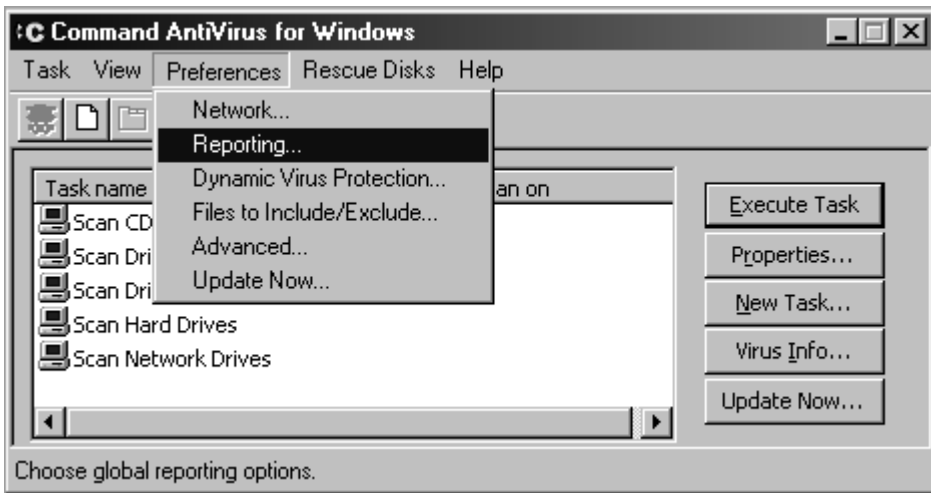 Command AntiVirus for Windows
Task View Preferences Rescue Disks Help
Network...
Reporting...
Dynamic Virus Protection...
Files to Include/Exclude...
Advanced...
Update Now...
Task name
an on
Scan CD
Scan Dri
Scan Dri
Scan Hard Drives
Scan Network Drives
Execute Task
Properties...
New Task...
Virus Info...
Update Now...
Choose global reporting options.